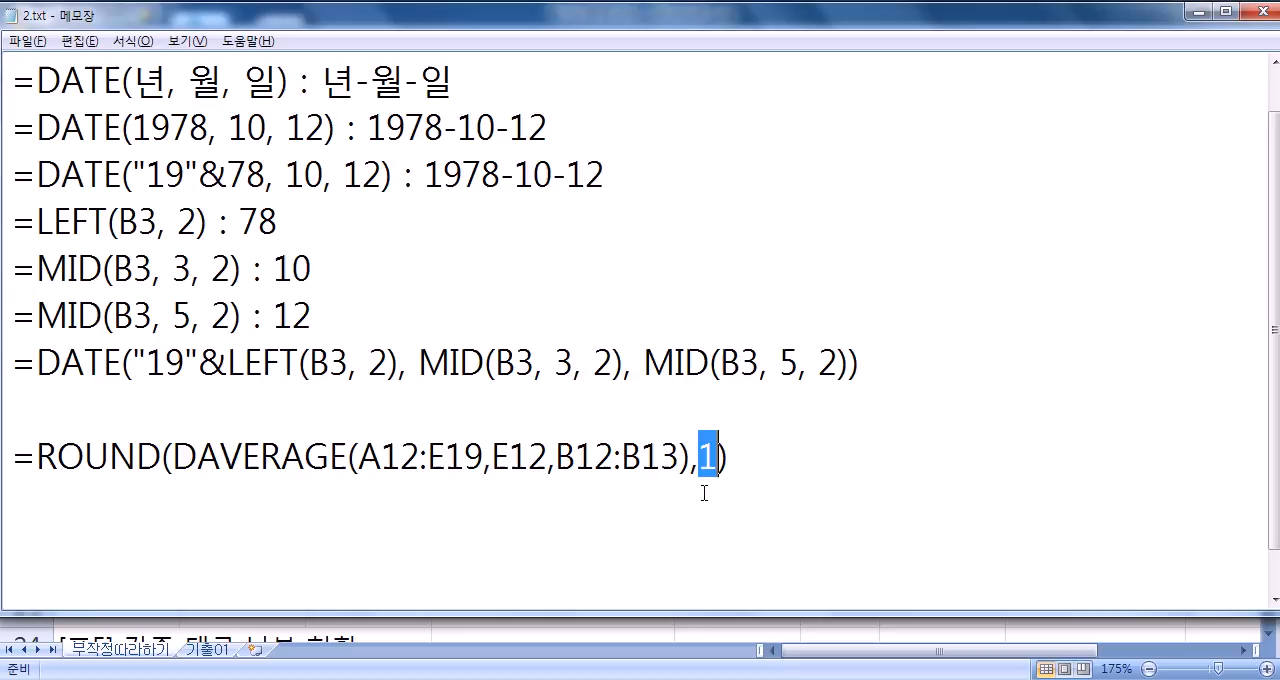 2.txt - 메모장
파일(F) 편집(E) 서식(O) 보기(V) 도움말(H)
=DATE(년, 월, 일) : 년-월-일
=DATE(1978, 10, 12) : 1978-10-12
=DATE("19"&78, 10, 12) : 1978-10-12
=LEFT(B3, 2) : 78
=MID(B3, 3, 2) : 10
=MID(B3, 5, 2) : 12
=DATE("19"&LEFT(B3, 2), MID(B3, 3, 2), MID(B3, 5, 2))
=ROUND(DAVERAGE(A12:E19,E12,B12:B13),1)
무작정따라하기 기출01
준비 175%